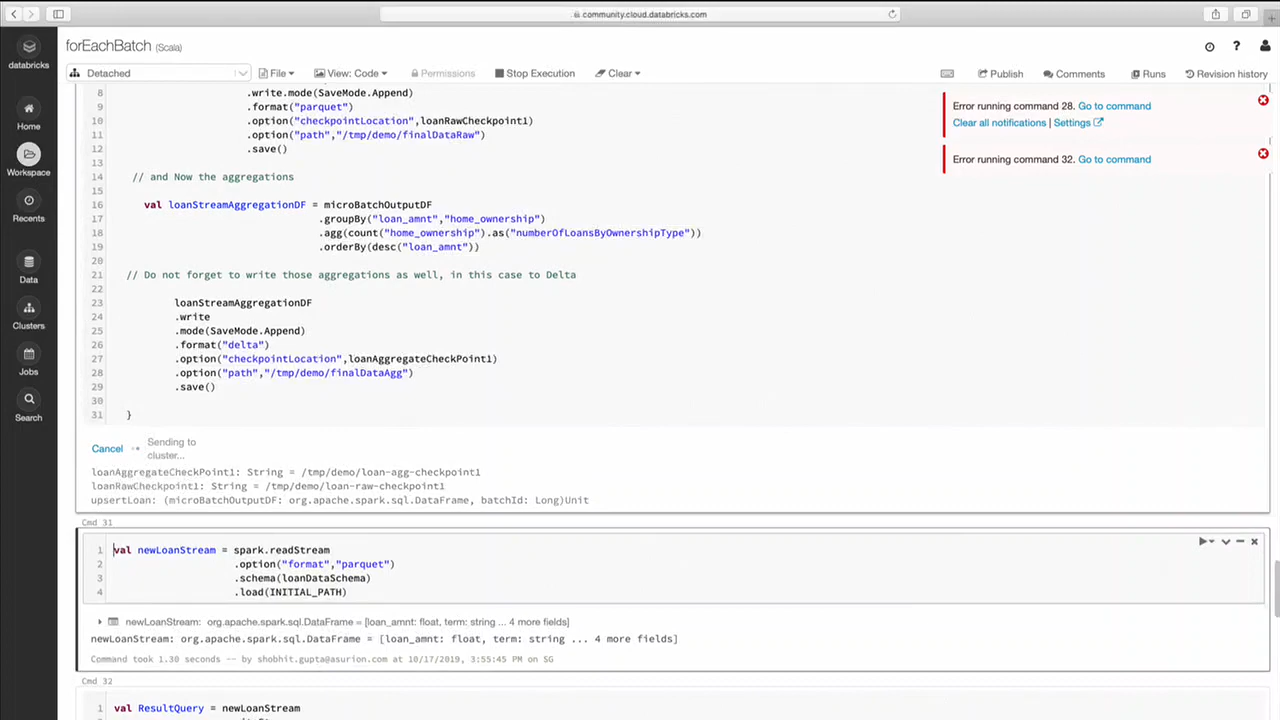 community.cloud.databricks.com
forEachBatch (Scala)
databricks
Home
Workspace
Recents
Data
Clusters
Jobs
Search
Detached
File
View: Code
Permissions
Stop Execution
Clear
Publish
Comments
Runs
Revision history
Error running command 28. Go to command
Clear all notifications | Settings
Error running command 32. Go to command
8 .write.mode(SaveMode.Append)
9 .format("parquet")
10 .option("checkpointLocation",loanRawCheckpoint1)
11 .option("path","/tmp/demo/finalDataRaw")
12 .save()
13
14 // and Now the aggregations
15
16 val loanStreamAggregationDF = microBatchOutputDF
17 .groupBy("loan_amnt","home_ownership")
18 .agg(count("home_ownership").as("numberOfLoansByOwnershipType"))
19 .orderBy(desc("loan_amnt"))
20
21 // Do not forget to write those aggregations as well, in this case to Delta
22
23 loanStreamAggregationDF
24 .write
25 .mode(SaveMode.Append)
26 .format("delta")
27 .option("checkpointLocation",loanAggregateCheckPoint1)
28 .option("path","/tmp/demo/finalDataAgg")
29 .save()
30
31 }
Cancel
Sending to
cluster...
loanAggregateCheckPoint1: String = /tmp/demo/loan-agg-checkpoint1
loanRawCheckpoint1: String = /tmp/demo/loan-raw-checkpoint1
upsertLoan: (microBatchOutputDF: org.apache.spark.sql.DataFrame, batchId: Long)Unit
Cmd 31
1 val newLoanStream = spark.readStream
2 .option("format","parquet")
3 .schema(loanDataSchema)
4 .load(INITIAL_PATH)
newLoanStream: org.apache.spark.sql.DataFrame = [loan_amnt: float, term: string ... 4 more fields]
newLoanStream: org.apache.spark.sql.DataFrame = [loan_amnt: float, term: string ... 4 more fields]
Command took 1.30 seconds -- by shobhit.gupta@asurion.com at 10/17/2019, 3:55:45 PM on SG
Cmd 32
1 val ResultQuery = newLoanStream